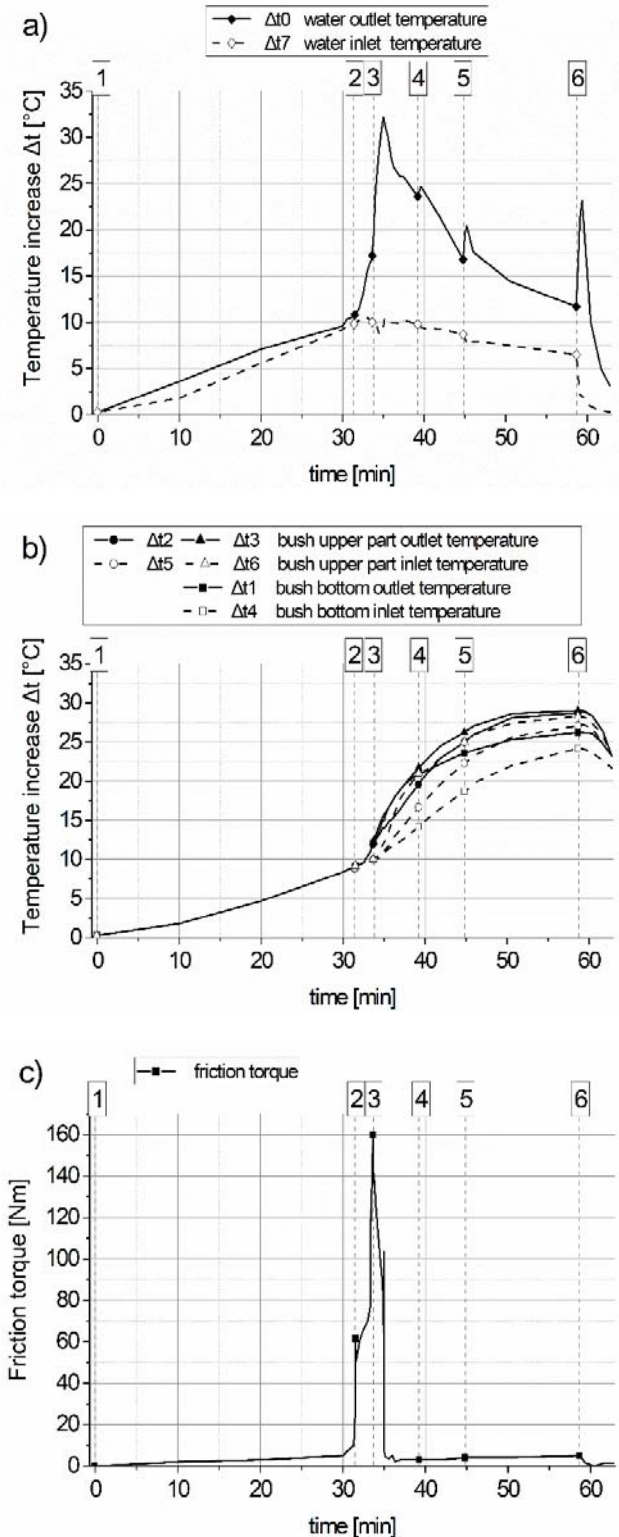 a)
Δt0 water outlet temperature
Δt7 water inlet temperature
1 2 3 4 5 6
Temperature increase Δt [°C]
35
30
25
20
15
10
5
0
0 10 20 30 40 50 60
time [min]
b)
Δt2 Δt3 bush upper part outlet temperature
Δt5 Δt6 bush upper part inlet temperature
Δt1 bush bottom outlet temperature
Δt4 bush bottom inlet temperature
1 2 3 4 5 6
Temperature increase Δt [°C]
35
30
25
20
15
10
5
0
0 10 20 30 40 50 60
time [min]
c)
friction torque
1 2 3 4 5 6
Friction torque [Nm]
160
140
120
100
80
60
40
20
0
0 10 20 30 40 50 60
time [min]